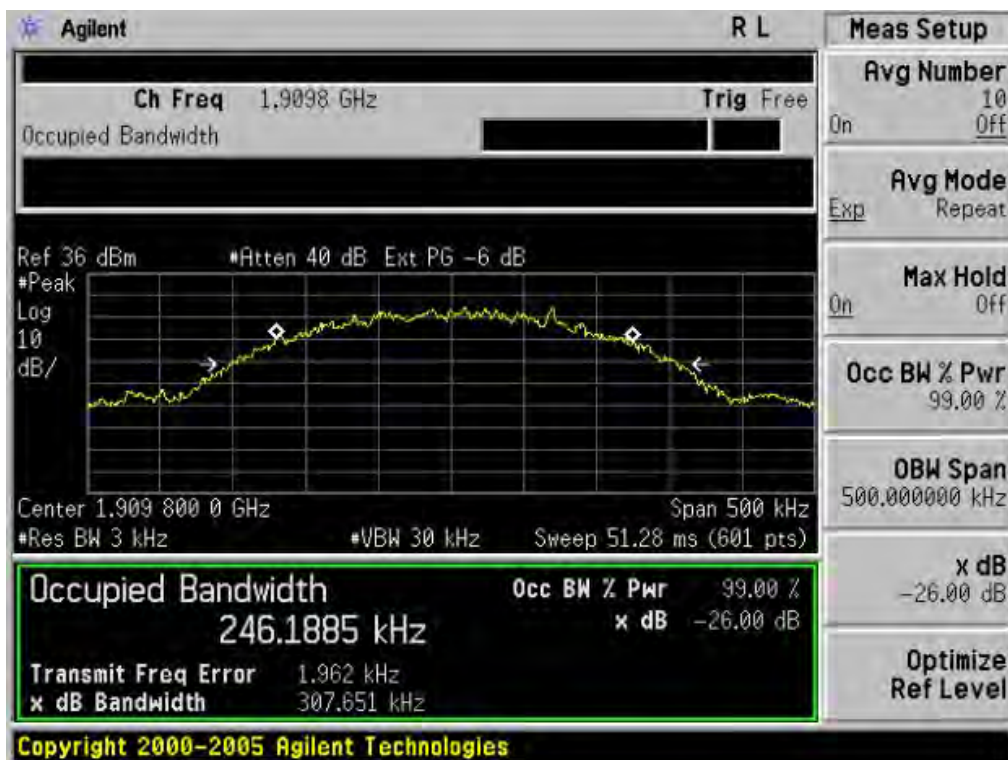 Agilent R L
Ch Freq 1.9098 GHz Trig Free
Occupied Bandwidth
Ref 36 dBm #Atten 40 dB Ext PG -6 dB
#Peak
Log
10
dB/
Center 1.909 800 0 GHz Span 500 kHz
#Res BW 3 kHz #VBW 30 kHz Sweep 51.28 ms (601 pts)
Occupied Bandwidth Occ BW % Pwr 99.00 %
246.1885 kHz x dB -26.00 dB
Transmit Freq Error 1.962 kHz
x dB Bandwidth 307.651 kHz
Copyright 2000-2005 Agilent Technologies
Meas Setup
Avg Number
10
On Off
Avg Mode
Exp Repeat
Max Hold
On Off
Occ BW % Pwr
99.00 %
OBW Span
500.000000 kHz
x dB
-26.00 dB
Optimize
Ref Level